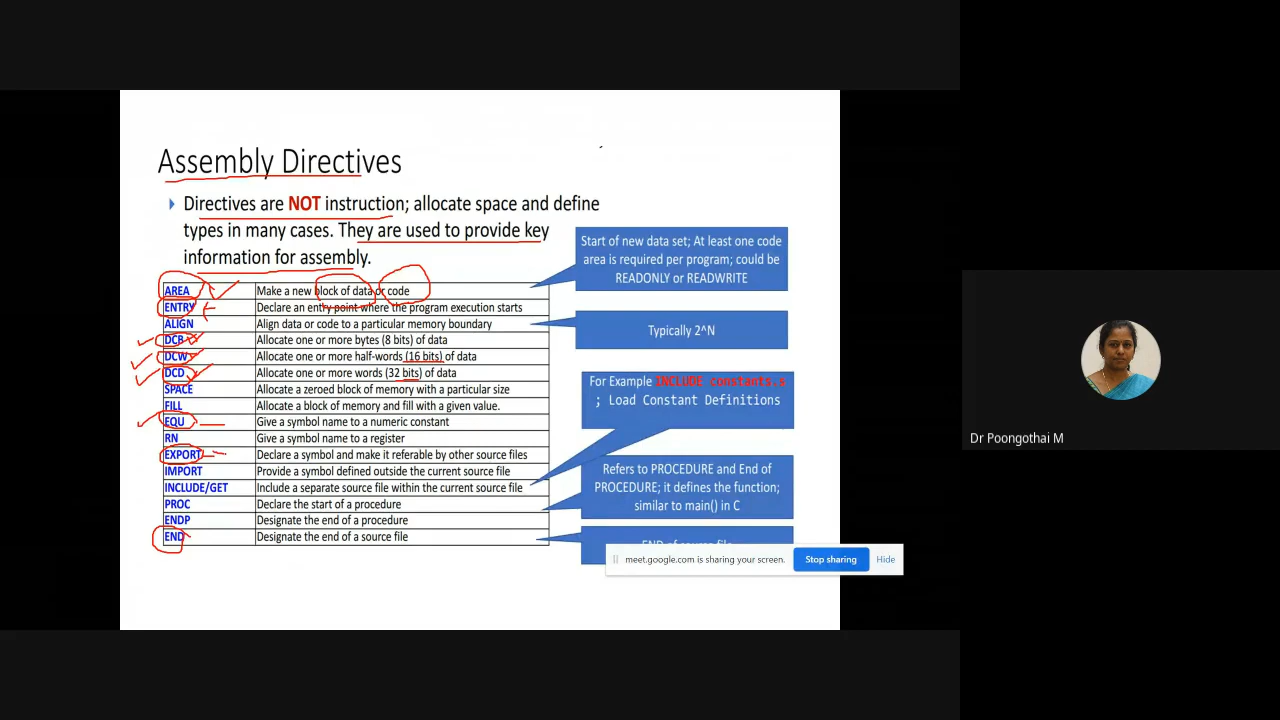 Assembly Directives
Directives are NOT instruction; allocate space and define
types in many cases. They are used to provide key
information for assembly.
AREA Make a new block of data or code
ENTRY Declare an entry point where the program execution starts
ALIGN Align data or code to a particular memory boundary
DCB Allocate one or more bytes (8 bits) of data
DCW Allocate one or more half-words (16 bits) of data
DCD Allocate one or more words (32 bits) of data
SPACE Allocate a zeroed block of memory with a particular size
FILL Allocate a block of memory and fill with a given value.
EQU Give a symbol name to a numeric constant
RN Give a symbol name to a register
EXPORT Declare a symbol and make it referable by other source files
IMPORT Provide a symbol defined outside the current source file
INCLUDE/GET Include a separate source file within the current source file
PROC Declare the start of a procedure
ENDP Designate the end of a procedure
END Designate the end of a source file
Start of new data set; At least one code
area is required per program; could be
READONLY or READWRITE
Typically 2^N
For Example INCLUDE constants.s
; Load Constant Definitions
Refers to PROCEDURE and End of
PROCEDURE; it defines the function;
similar to main() in C
END of source file
meet.google.com is sharing your screen. Stop sharing Hide
Dr Poongothai M